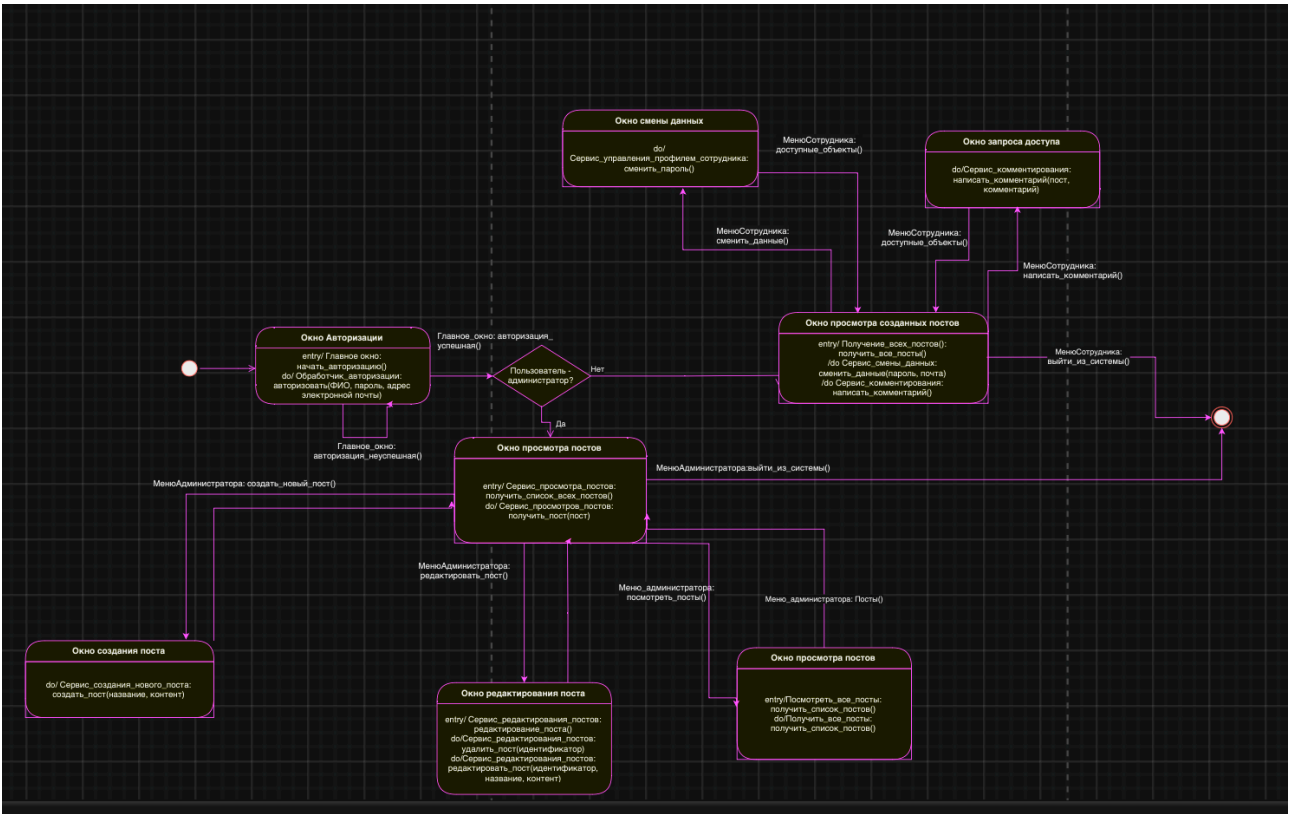 Окно смены данных
do/
Сервис_управления_профилем_сотрудника:
сменить_пароль()
МенюСотрудника:
доступные_объекты()
Окно запроса доступа
do/Сервис_комментирования:
написать_комментарий(пост,
комментарий)
МенюСотрудника:
сменить_данные()
МенюСотрудника:
доступные_объекты()
МенюСотрудника:
написать_комментарий()
Окно Авторизации
entry/ Главное окно:
начать_авторизацию()
do/ Обработчик_авторизации:
авторизовать(ФИО, пароль, адрес
электронной почты)
Главное_окно: авторизация_
успешная()
Пользователь -
администратор?
Нет
Да
Окно просмотра созданных постов
entry/ Получение_всех_постов():
получить_все_посты()
/do Сервис_смены_данных:
сменить_данные(пароль, почта)
/do Сервис_комментирования:
написать_комментарий()
МенюСотрудника:
выйти_из_системы()
Главное_окно:
авторизация_неуспешная()
Окно просмотра постов
entry/ Сервис_просмотра_постов:
получить_список_всех_постов()
do/ Сервис_просмотров_постов:
получить_пост(пост)
МенюАдминистратора:выйти_из_системы()
МенюАдминистратора: создать_новый_пост()
МенюАдминистратора:
редактировать_пост()
Меню_администратора:
посмотреть_посты()
Меню_администратора: Посты()
Окно создания поста
do/ Сервис_создания_нового_поста:
создать_пост(название, контент)
Окно редактирования поста
entry/ Сервис_редактирования_постов:
редактирование_поста()
do/Сервис_редактирования_постов:
удалить_пост(идентификатор)
do/Сервис_редактирования_постов:
редактировать_пост(идентификатор,
название, контент)
Окно просмотра постов
entry/Посмотреть_все_посты:
получить_список_постов()
do/Получить_все_посты:
получить_список_постов()